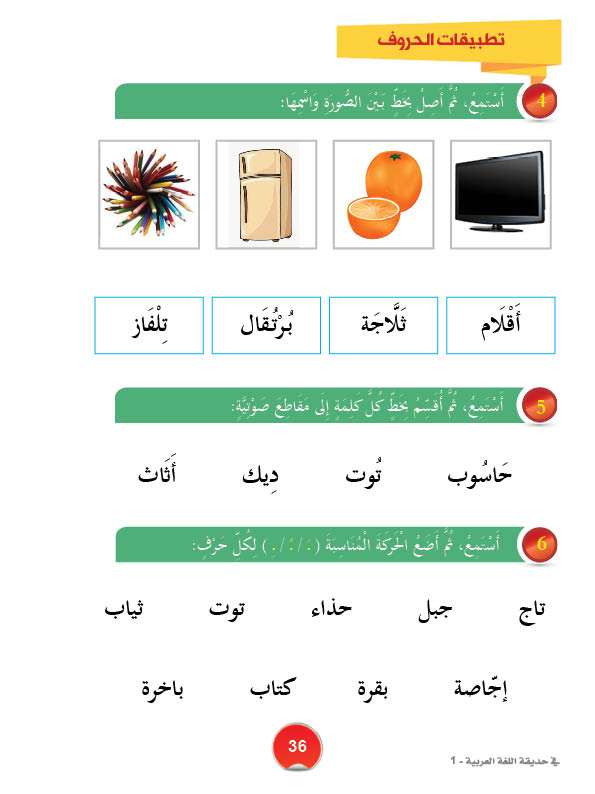 تطبيقات الحروف
4 أَسْتَمِعُ، ثُمَّ أَصِلُ بِخَطٍّ بَيْنَ الصُّورَةِ وَاسْمِهَا:
أَقْلَام ثَلَّاجَة بُرْتُقَال تِلْفَاز
5 أَسْتَمِعُ، ثُمَّ أُقَسِّمُ بِخَطٍّ كُلَّ كَلِمَةٍ إِلَى مَقَاطِعَ صَوْتِيَّةٍ:
حَاسُوب تُوت دِيك أَثَاث
6 أَسْتَمِعُ، ثُمَّ أَضَعُ الْحَرَكَةَ الْمُنَاسِبَةَ (ـَ/ـُ/ـِ) لِكُلِّ حَرْفٍ:
تاج جبل حذاء توت ثياب
إجّاصة بقرة كتاب باخرة
36
في حديقة اللغة العربية - 1